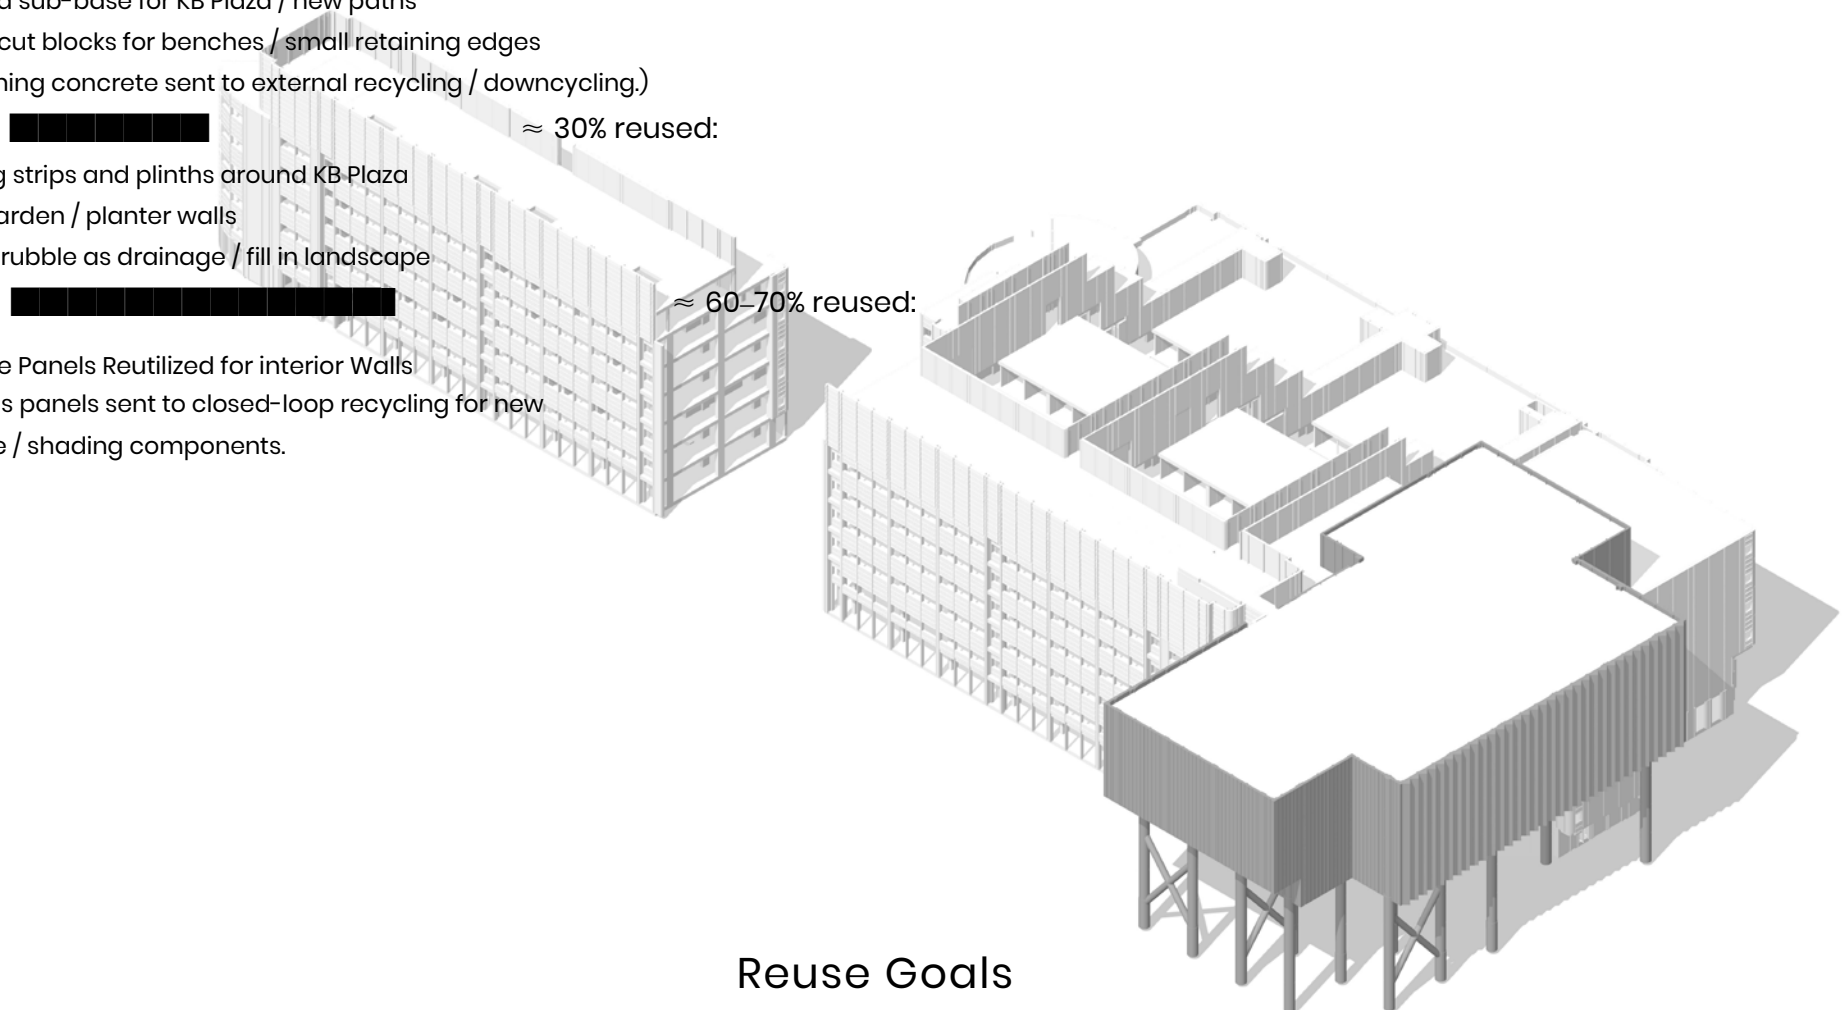 sub-base for KB Plaza / new paths
cut blocks for benches / small retaining edges
concrete sent to external recycling / downcycling.)
≈ 30% reused:
strips and plinths around KB Plaza
/ planter walls
rubble as drainage / fill in landscape
≈ 60–70% reused:
Panels Reutilized for interior Walls
panels sent to closed-loop recycling for new
/ shading components.
Reuse Goals